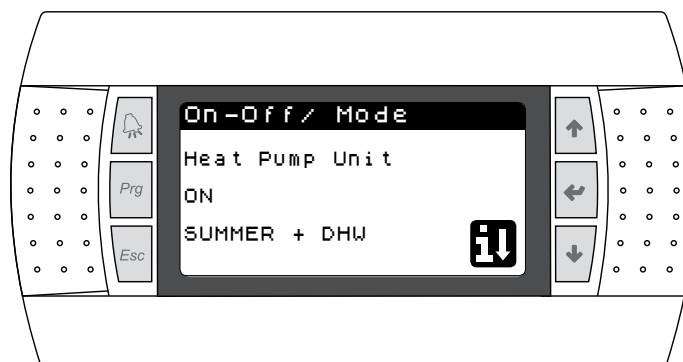 On-Off/ Mode
Heat Pump Unit
ON
SUMMER + DHW
i
Prg
Esc